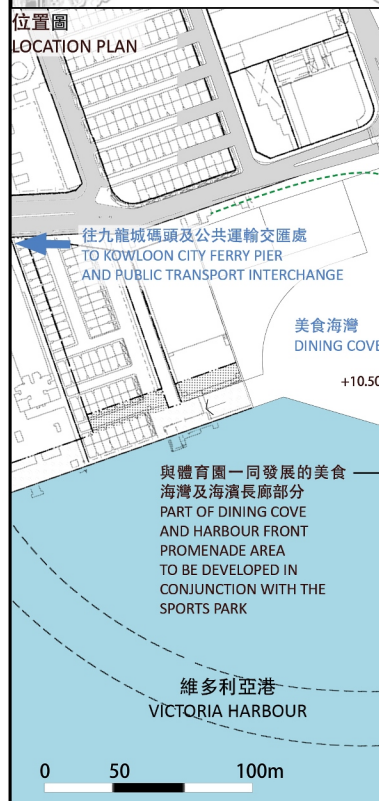 位置圖
LOCATION PLAN
往九龍城碼頭及公共運輸交匯處
TO KOWLOON CITY FERRY PIER
AND PUBLIC TRANSPORT INTERCHANGE
美食海灣
DINING COVE
+10.50
與體育園一同發展的美食
海灣及海濱長廊部分
PART OF DINING COVE
AND HARBOUR FRONT
PROMENADE AREA
TO BE DEVELOPED IN
CONJUNCTION WITH THE
SPORTS PARK
維多利亞港
VICTORIA HARBOUR
0 50 100m